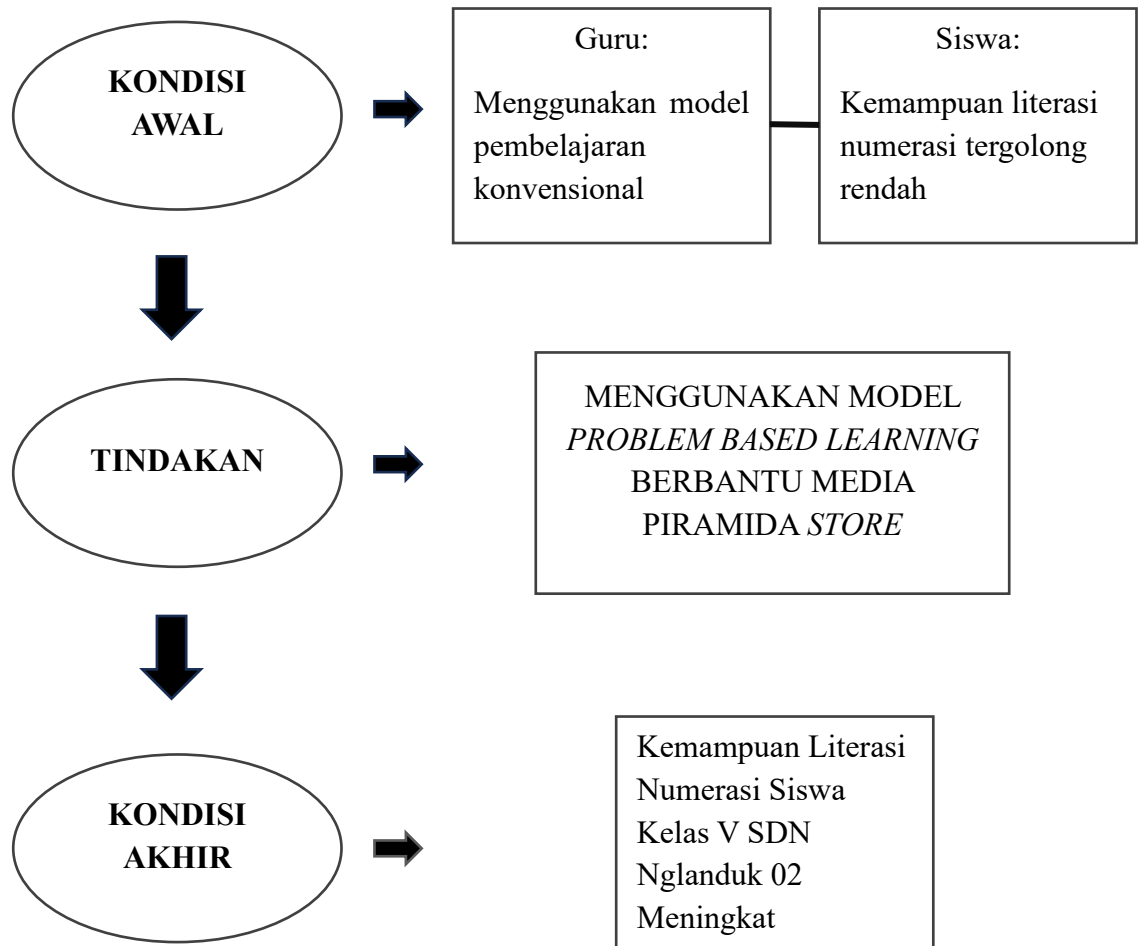 KONDISI
AWAL
Guru:
Menggunakan model
pembelajaran
konvensional
Siswa:
Kemampuan literasi
numerasi tergolong
rendah
TINDAKAN
MENGGUNAKAN MODEL
PROBLEM BASED LEARNING
BERBANTU MEDIA
PIRAMIDA STORE
KONDISI
AKHIR
Kemampuan Literasi
Numerasi Siswa
Kelas V SDN
Nglanduk 02
Meningkat